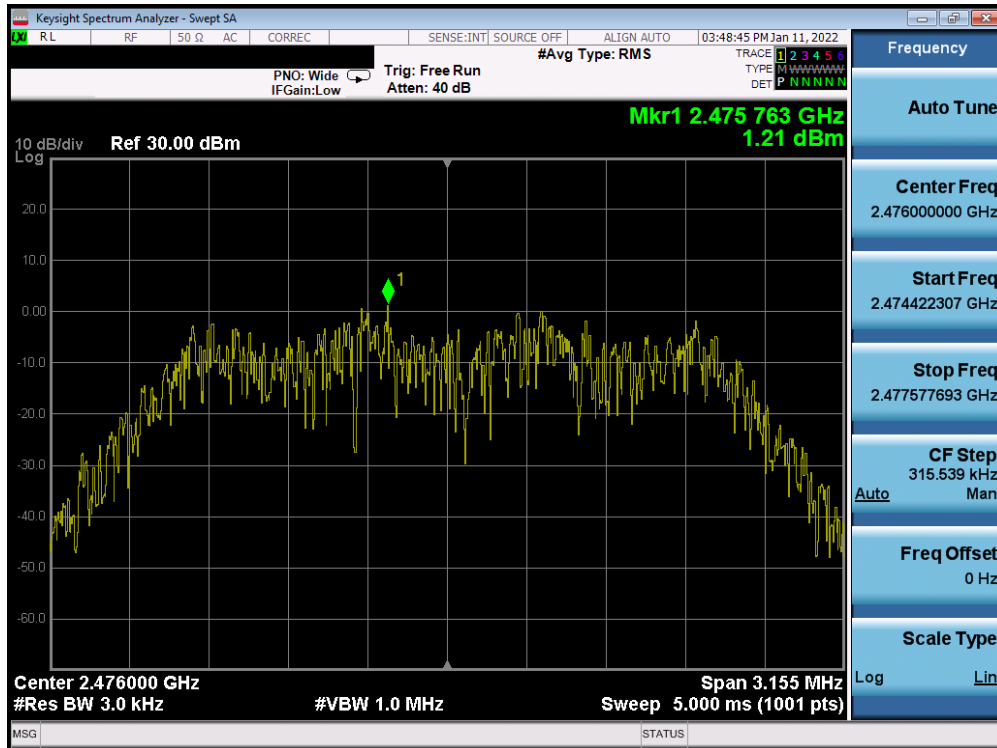 Keysight Spectrum Analyzer - Swept SA
LXI RL RF 50 Ω AC CORREC SENSE:INT SOURCE OFF ALIGN AUTO 03:48:45 PM Jan 11, 2022
#Avg Type: RMS
TRACE 1 2 3 4 5 6
PNO: Wide
Trig: Free Run
TYPE M WWWWW
IFGain:Low
Atten: 40 dB
DET P N N N N N
Mkr1 2.475 763 GHz
1.21 dBm
10 dB/div Ref 30.00 dBm
Log
20.0
10.0
1
0.00
-10.0
-20.0
-30.0
-40.0
-50.0
-60.0
Center 2.476000 GHz
Span 3.155 MHz
#Res BW 3.0 kHz
#VBW 1.0 MHz
Sweep 5.000 ms (1001 pts)
MSG
STATUS
Frequency
Auto Tune
Center Freq
2.476000000 GHz
Start Freq
2.474422307 GHz
Stop Freq
2.477577693 GHz
CF Step
315.539 kHz
Auto Man
Freq Offset
0 Hz
Scale Type
Log Lin